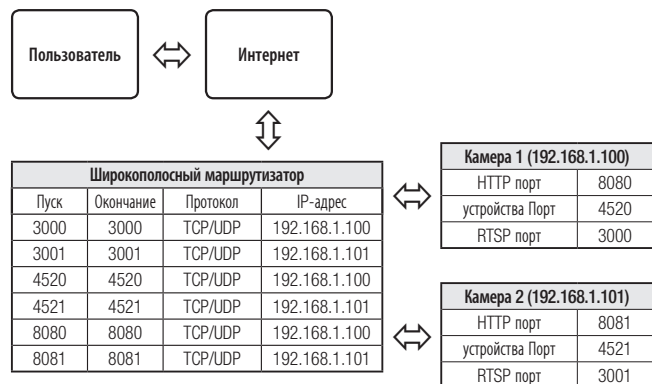 Пользователь
Интернет
Широкополосный маршрутизатор
Пуск Окончание Протокол IP-адрес
3000 3000 TCP/UDP 192.168.1.100
3001 3001 TCP/UDP 192.168.1.101
4520 4520 TCP/UDP 192.168.1.100
4521 4521 TCP/UDP 192.168.1.101
8080 8080 TCP/UDP 192.168.1.100
8081 8081 TCP/UDP 192.168.1.101
Камера 1 (192.168.1.100)
HTTP порт 8080
устройства Порт 4520
RTSP порт 3000
Камера 2 (192.168.1.101)
HTTP порт 8081
устройства Порт 4521
RTSP порт 3001